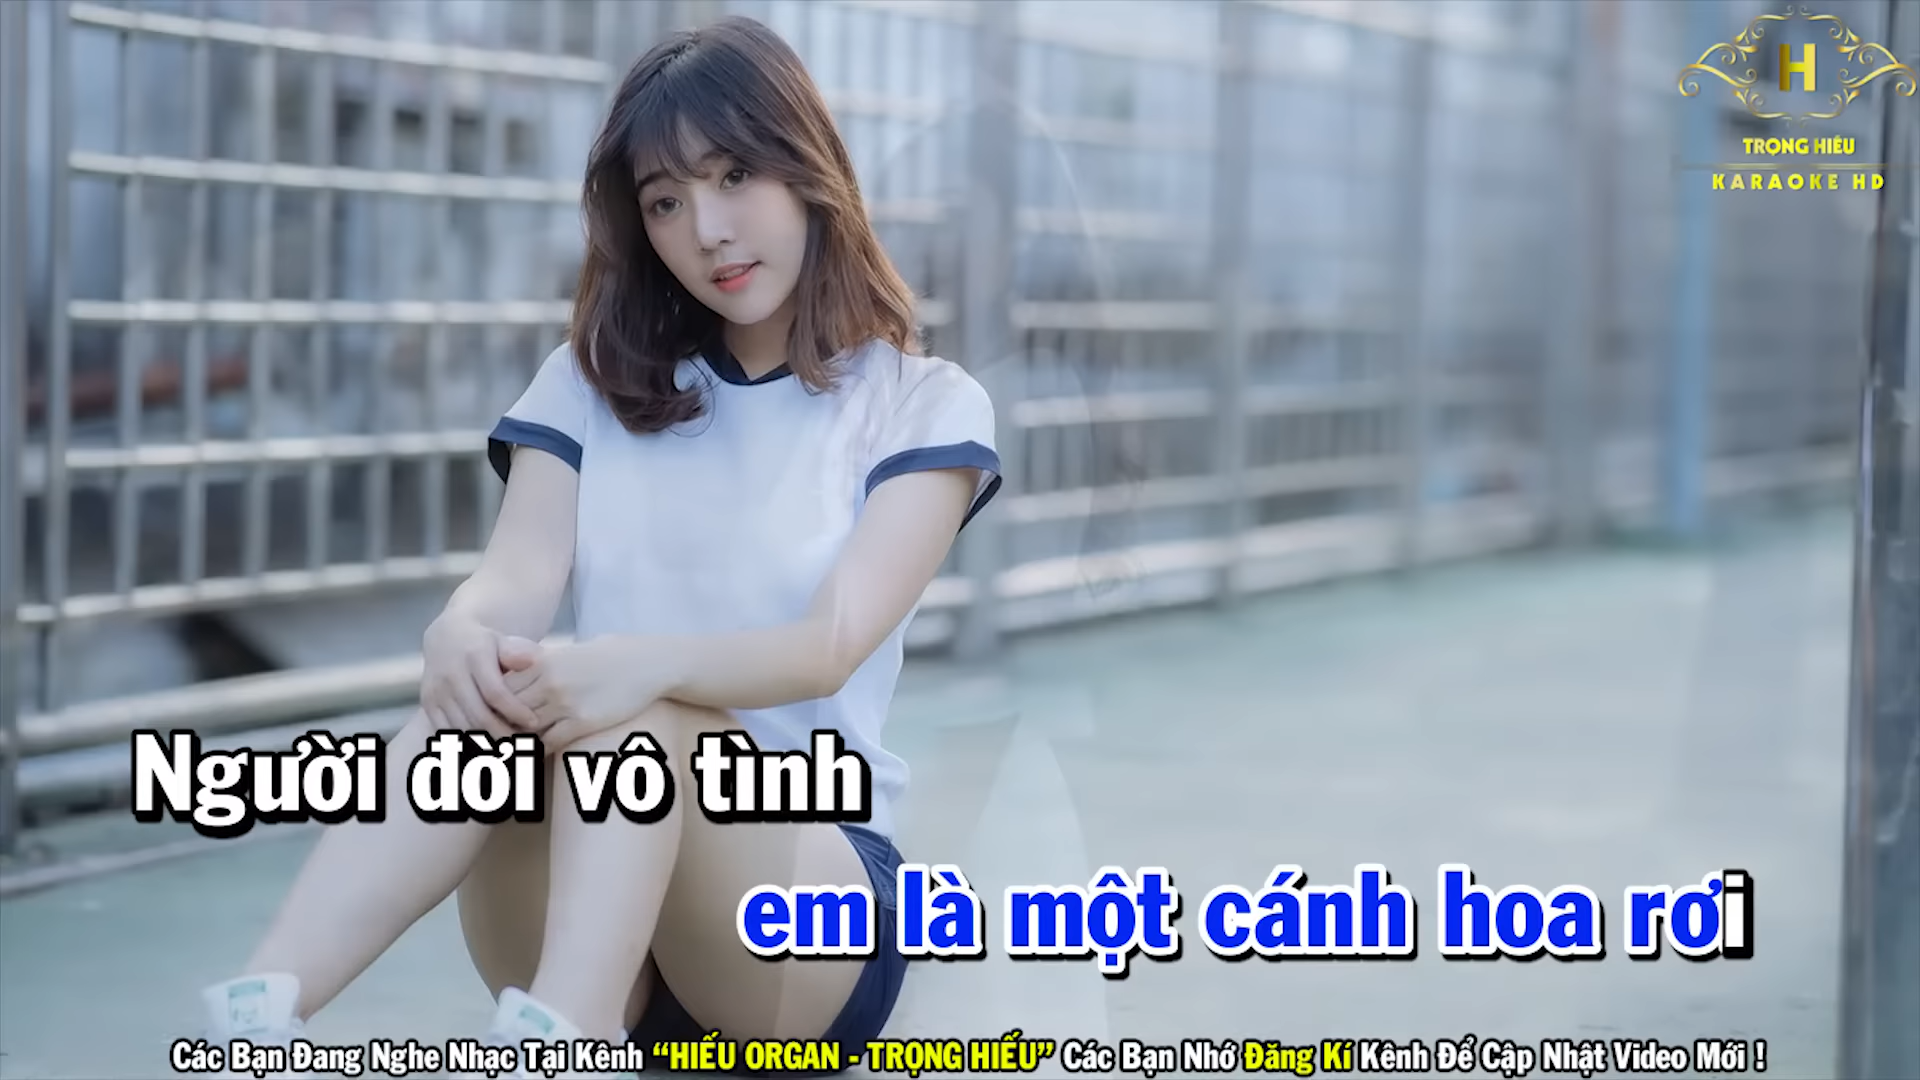 H
TRỌNG HIẾU
KARAOKE HD
Người đời vô tình
em là một cánh hoa rơi
Các Bạn Đang Nghe Nhạc Tại Kênh “HIẾU ORGAN - TRỌNG HIẾU” Các Bạn Nhớ Đăng Kí Kênh Để Cập Nhật Video Mới !